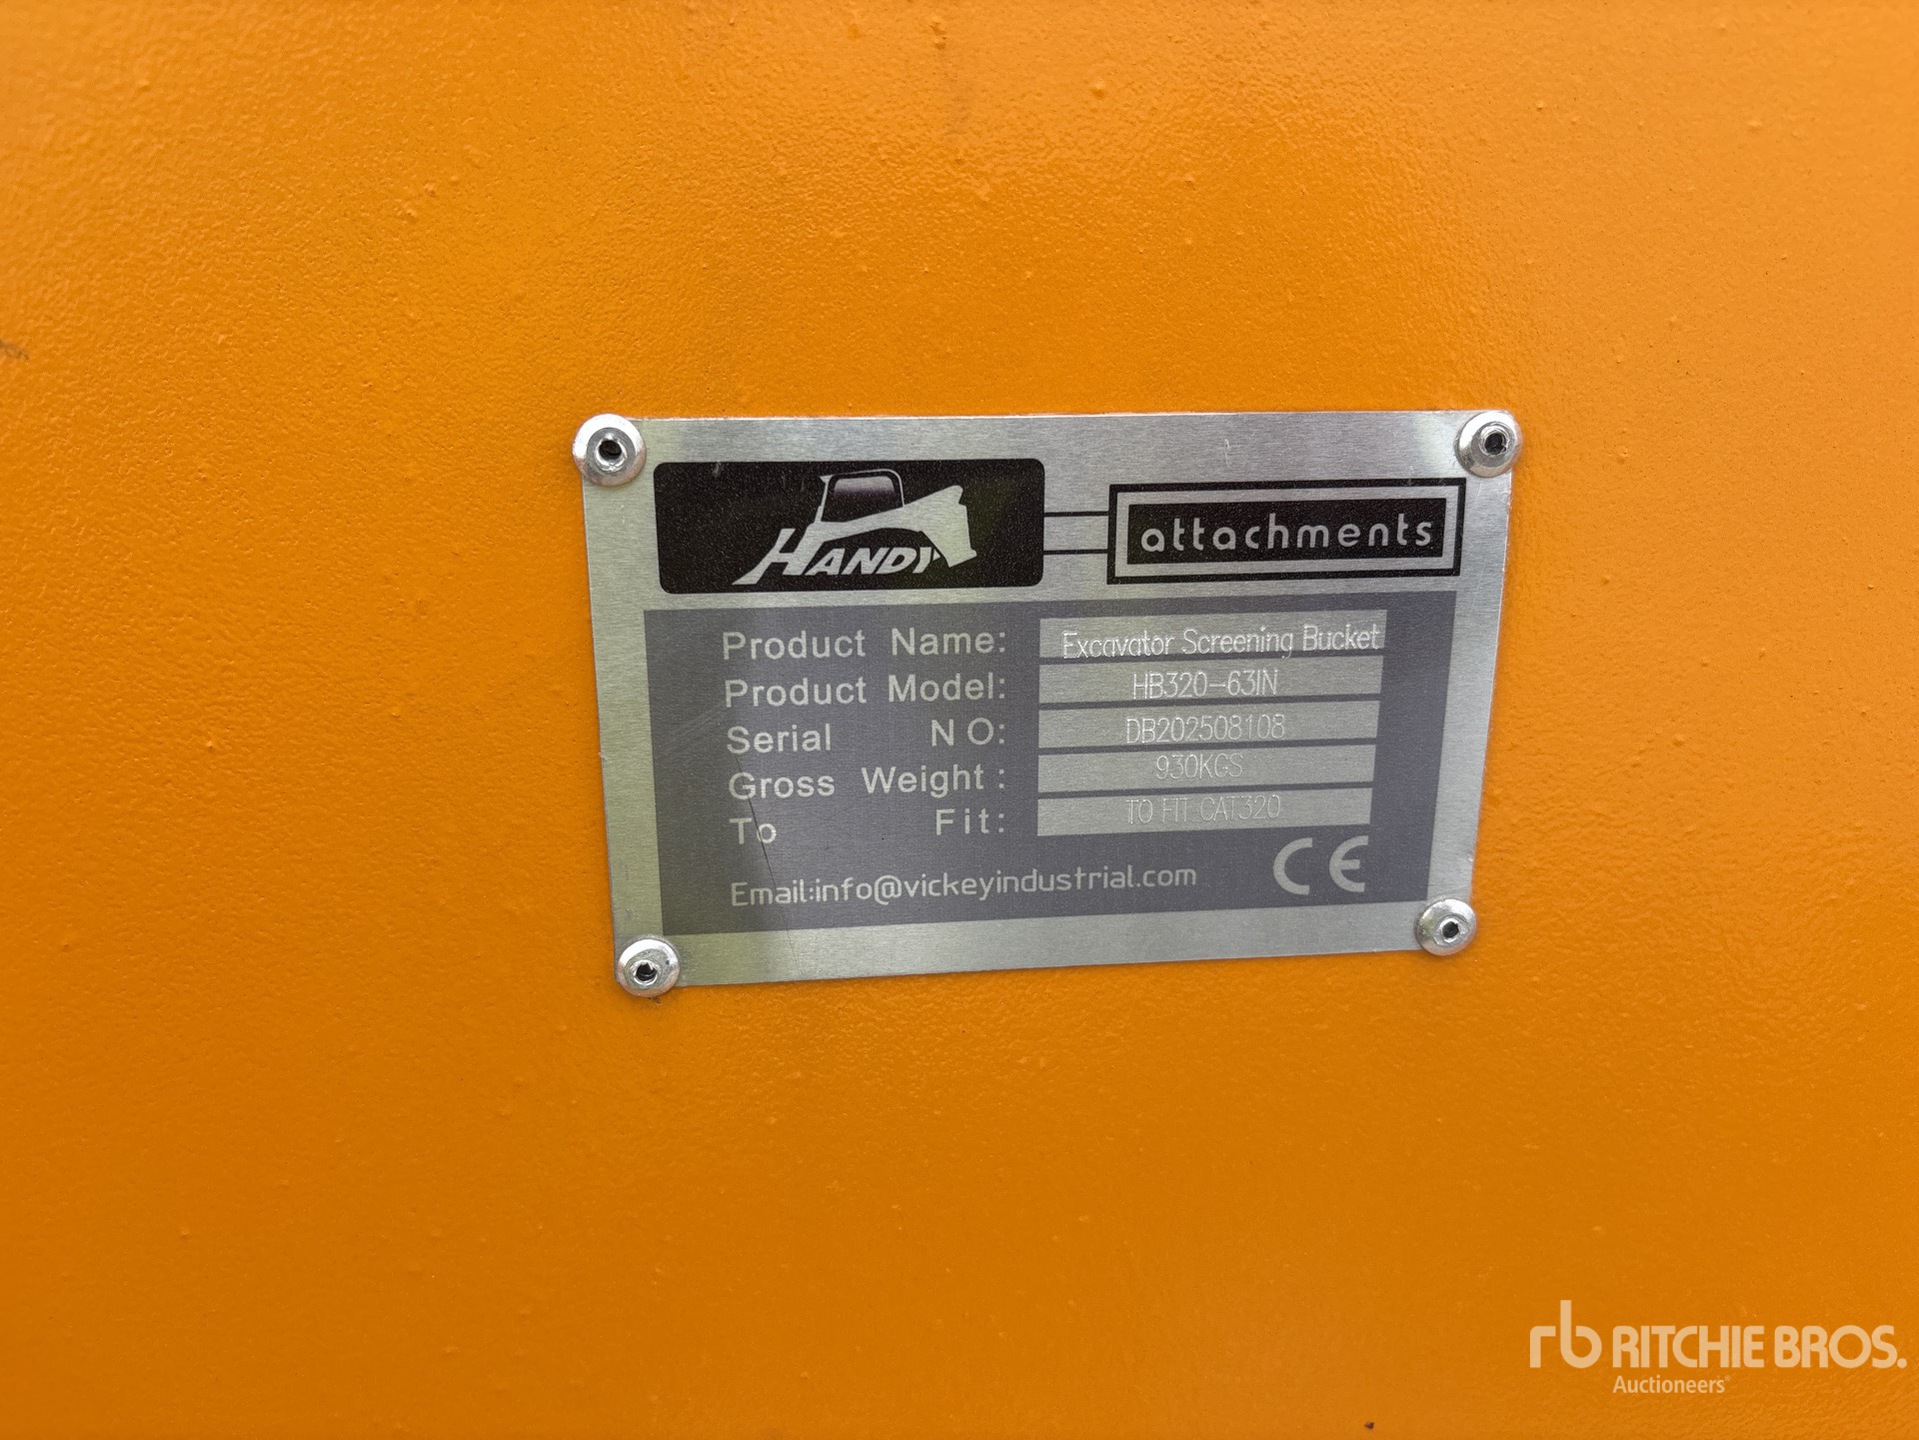 HANDY
attachments
Product Name: Excavator Screening Bucket
Product Model: HB320-63IN
Serial NO: DB202508108
Gross Weight: 930KGS
To Fit: TO FIT CAT320
Email:info@vickeyindustrial.com CE
rb RITCHIE BROS.
Auctioneers